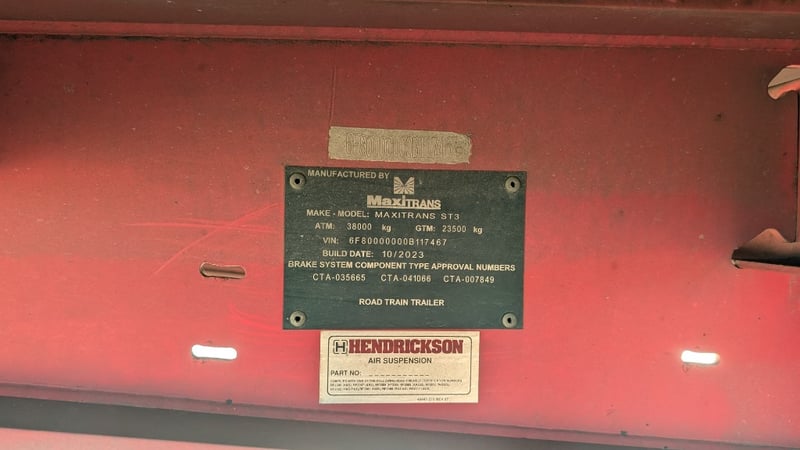 MANUFACTURED BY
MaxiTRANS
MAKE - MODEL: MAXITRANS ST3
ATM: 38000 kg GTM: 23500 kg
VIN: 6F80000000B117467
BUILD DATE: 10/2023
BRAKE SYSTEM COMPONENT TYPE APPROVAL NUMBERS
CTA-035665 CTA-041066 CTA-007849
ROAD TRAIN TRAILER
HENDRICKSON
AIR SUSPENSION
PART NO: